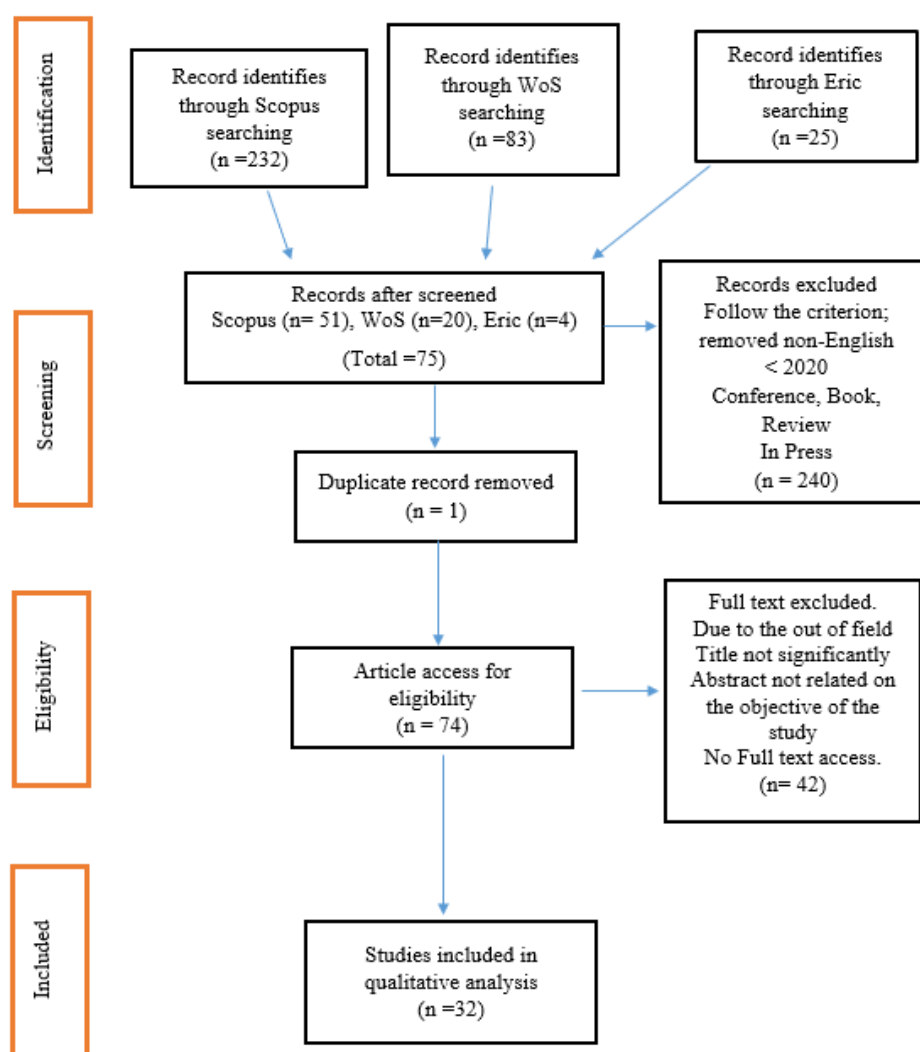 Identification
Record identifies
through Scopus
searching
(n =232)
Record identifies
through WoS
searching
(n =83)
Record identifies
through Eric
searching
(n =25)
Screening
Records after screened
Scopus (n= 51), WoS (n=20), Eric (n=4)
(Total =75)
Records excluded
Follow the criterion;
removed non-English
< 2020
Conference, Book,
Review
In Press
(n = 240)
Duplicate record removed
(n = 1)
Eligibility
Article access for
eligibility
(n = 74)
Full text excluded.
Due to the out of field
Title not significantly
Abstract not related on
the objective of the
study
No Full text access.
(n= 42)
Included
Studies included in
qualitative analysis
(n =32)